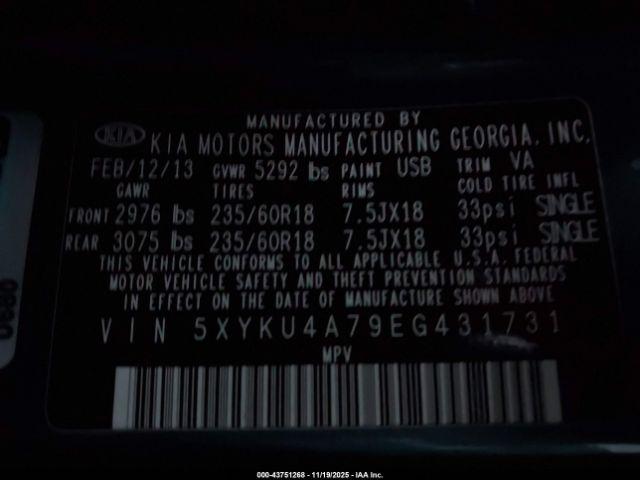 MANUFACTURED BY
KIA KIA MOTORS MANUFACTURING GEORGIA, INC.
FEB/12/13 GVWR 5292 lbs PAINT USB TRIM VA
GAWR TIRES RIMS COLD TIRE INFL
FRONT 2976 lbs 235/60R18 7.5JX18 33psi SINGLE
REAR 3075 lbs 235/60R18 7.5JX18 33psi SINGLE
THIS VEHICLE CONFORMS TO ALL APPLICABLE U.S.A. FEDERAL
MOTOR VEHICLE SAFETY AND THEFT PREVENTION STANDARDS
IN EFFECT ON THE DATE OF MANUFACTURE SHOWN ABOVE.
VIN 5XYKU4A79EG431731
MPV
000-43751268 - 11/19/2025 - IAA Inc.